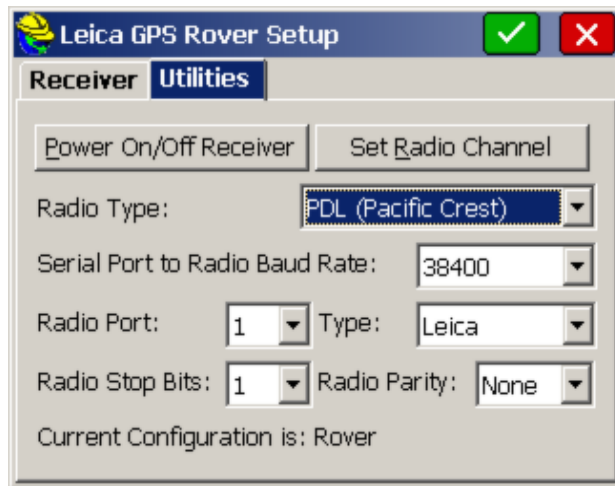 Leica GPS Rover Setup
Receiver Utilities
Power On/Off Receiver Set Radio Channel
Radio Type: PDL (Pacific Crest)
Serial Port to Radio Baud Rate: 38400
Radio Port: 1 Type: Leica
Radio Stop Bits: 1 Radio Parity: None
Current Configuration is: Rover